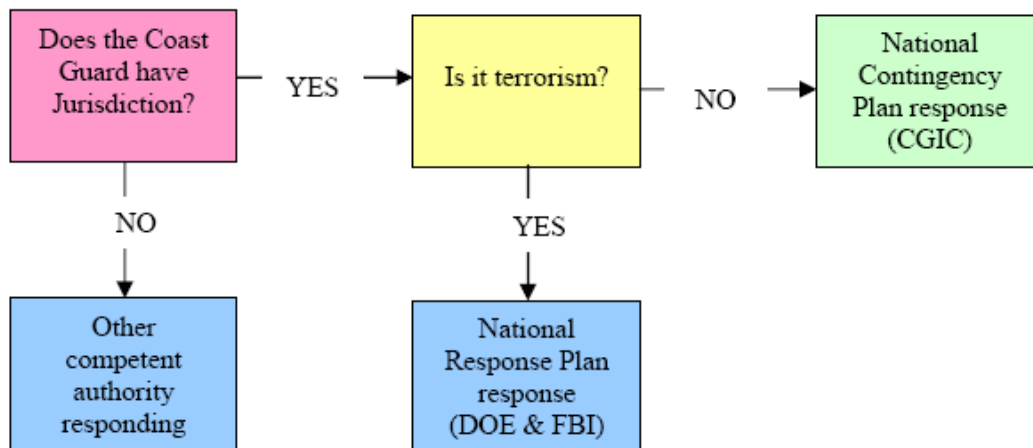 Does the Coast
Guard have
Jurisdiction?
YES
Is it terrorism?
NO
National
Contingency
Plan response
(CGIC)
NO
YES
Other
competent
authority
responding
National
Response Plan
response
(DOE & FBI)